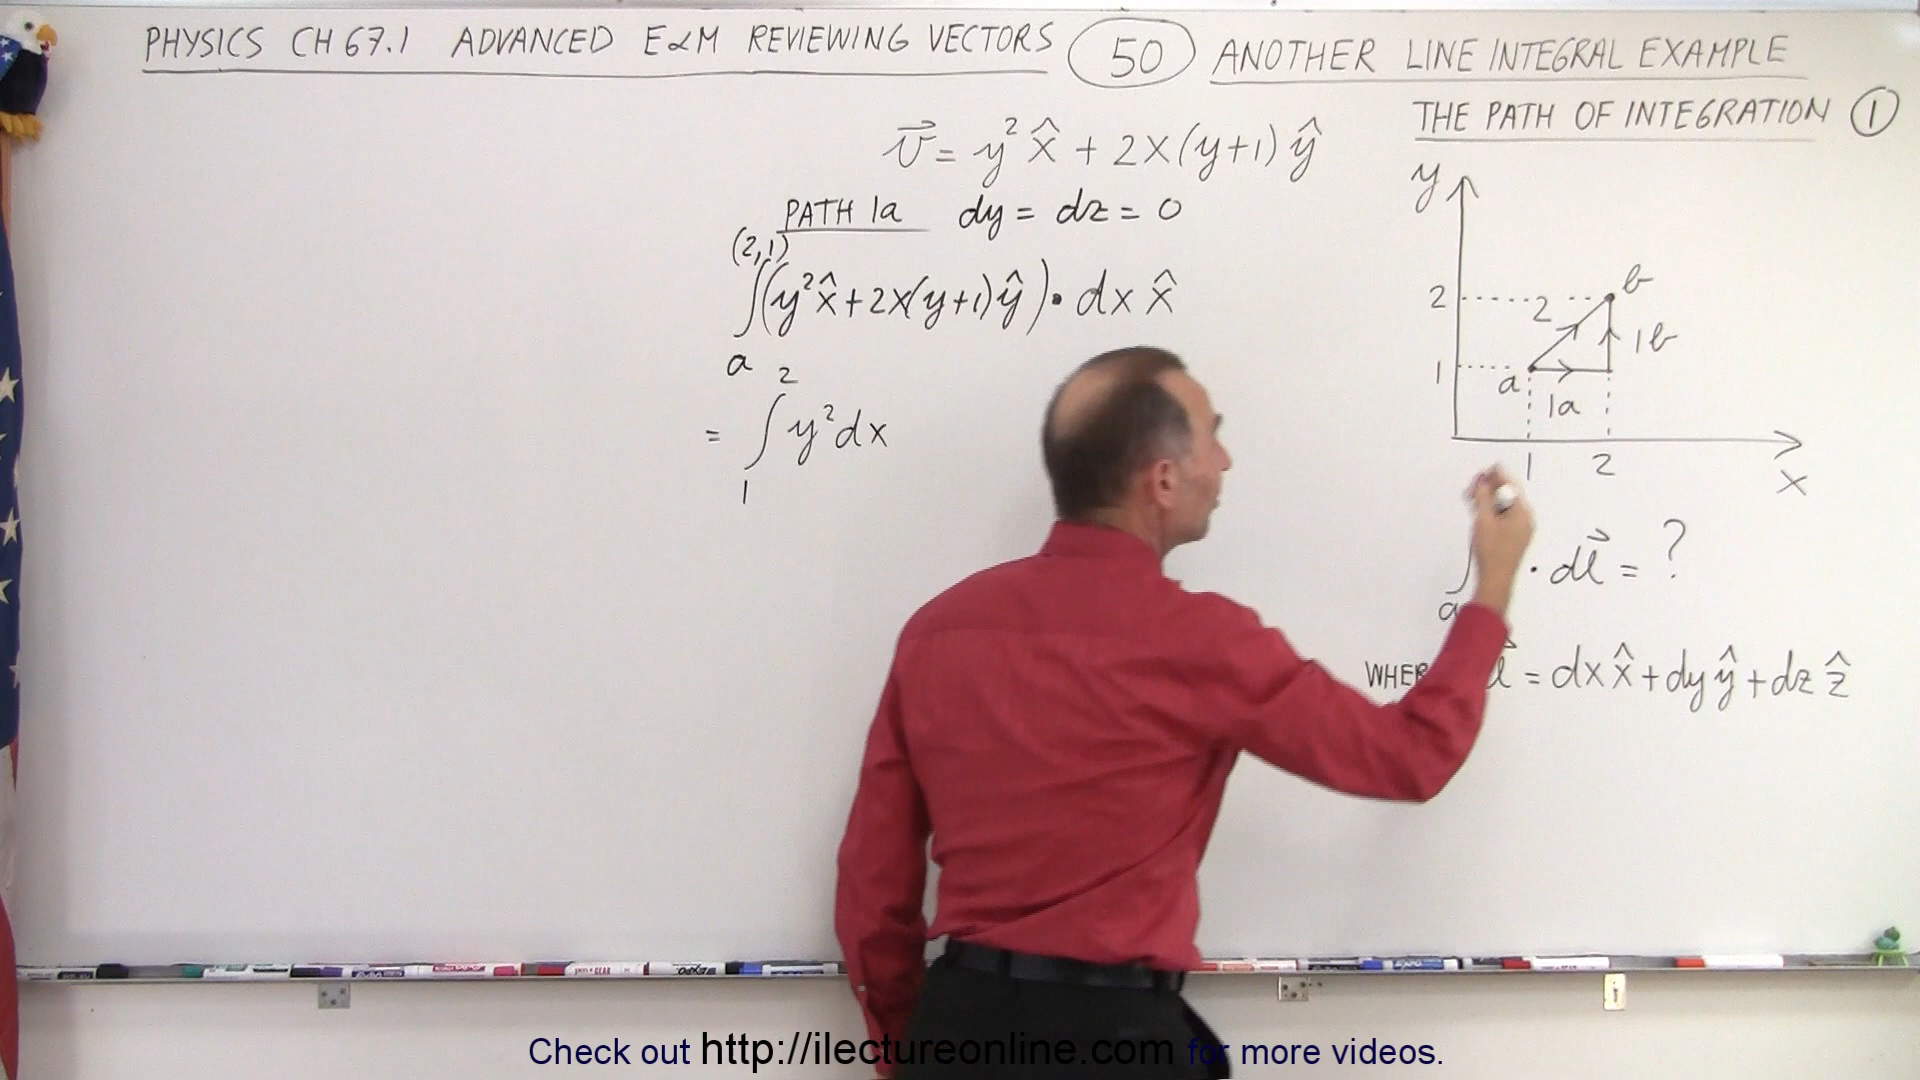 PHYSICS CH 67.1 ADVANCED E&M REVIEWING VECTORS 50 ANOTHER LINE INTEGRAL EXAMPLE
THE PATH OF INTEGRATION 1
v⃗ = y² x̂ + 2x(y+1) ŷ
PATH 1a dy = dz = 0
(2,1)
∫(y² x̂ + 2x(y+1) ŷ) • dx x̂
a
2
= ∫ y² dx
1
y
2 2 b
1b
1 a
1a
1 2
x
∫ • dl⃗ = ?
a
= dx x̂ + dy ŷ + dz ẑ
Check out http://ilectureonline.com for more videos.